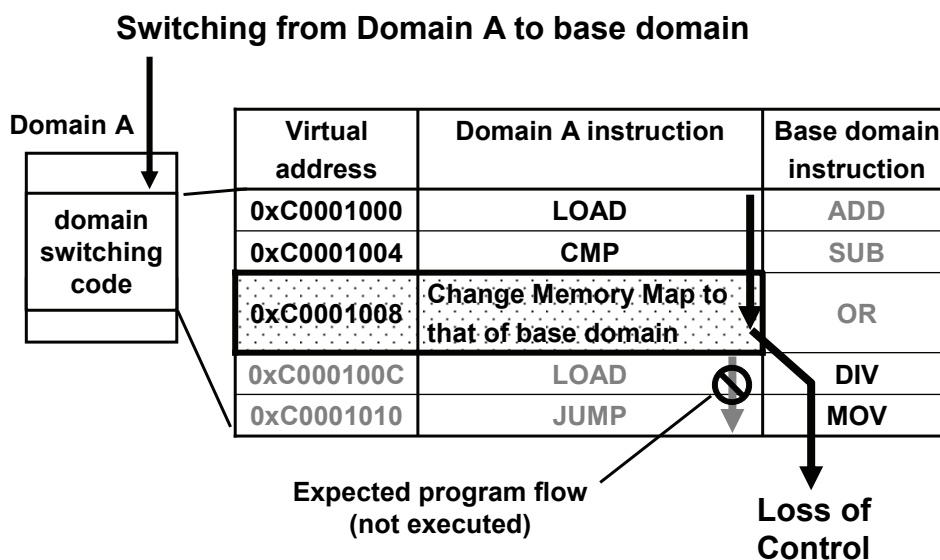 Switching from Domain A to base domain
Domain A
domain
switching
code
Virtual
address
Domain A instruction
Base domain
instruction
0xC0001000
LOAD
ADD
0xC0001004
CMP
SUB
0xC0001008
Change Memory Map to
that of base domain
OR
0xC000100C
LOAD
DIV
0xC0001010
JUMP
MOV
Expected program flow
(not executed)
Loss of
Control